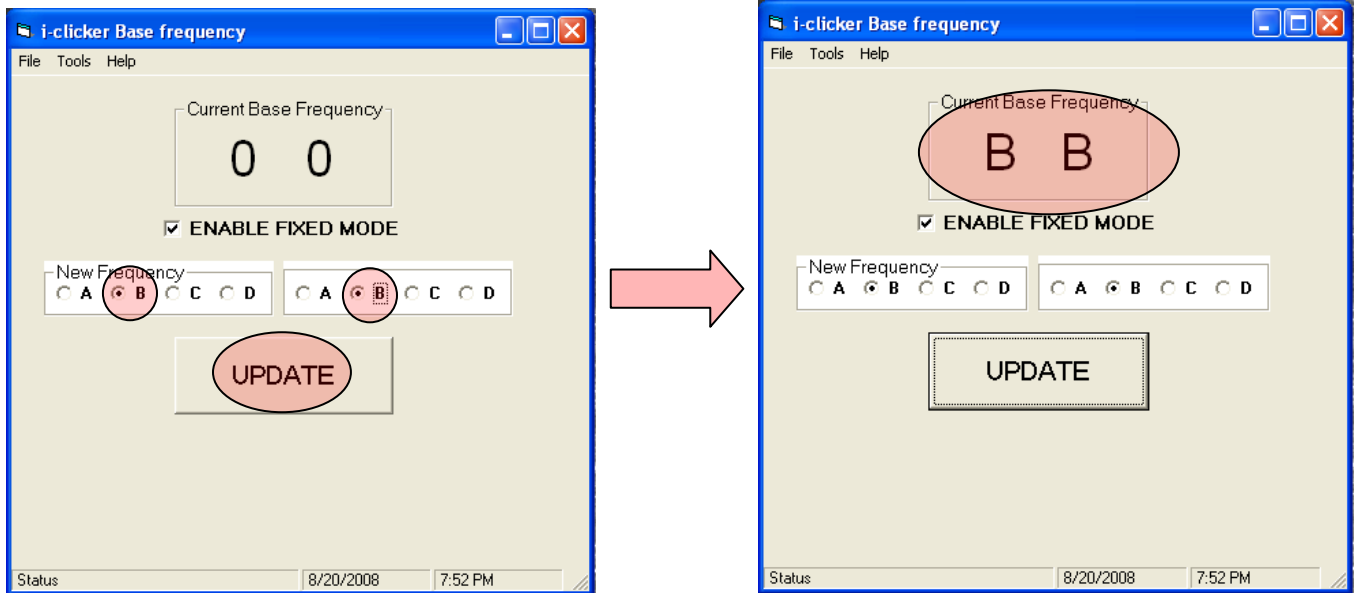 i-clicker Base frequency
File Tools Help
Current Base Frequency
0 0
ENABLE FIXED MODE
New Frequency
A B C D A B C D
UPDATE
Status 8/20/2008 7:52 PM
i-clicker Base frequency
File Tools Help
Current Base Frequency
B B
ENABLE FIXED MODE
New Frequency
A B C D A B C D
UPDATE
Status 8/20/2008 7:52 PM